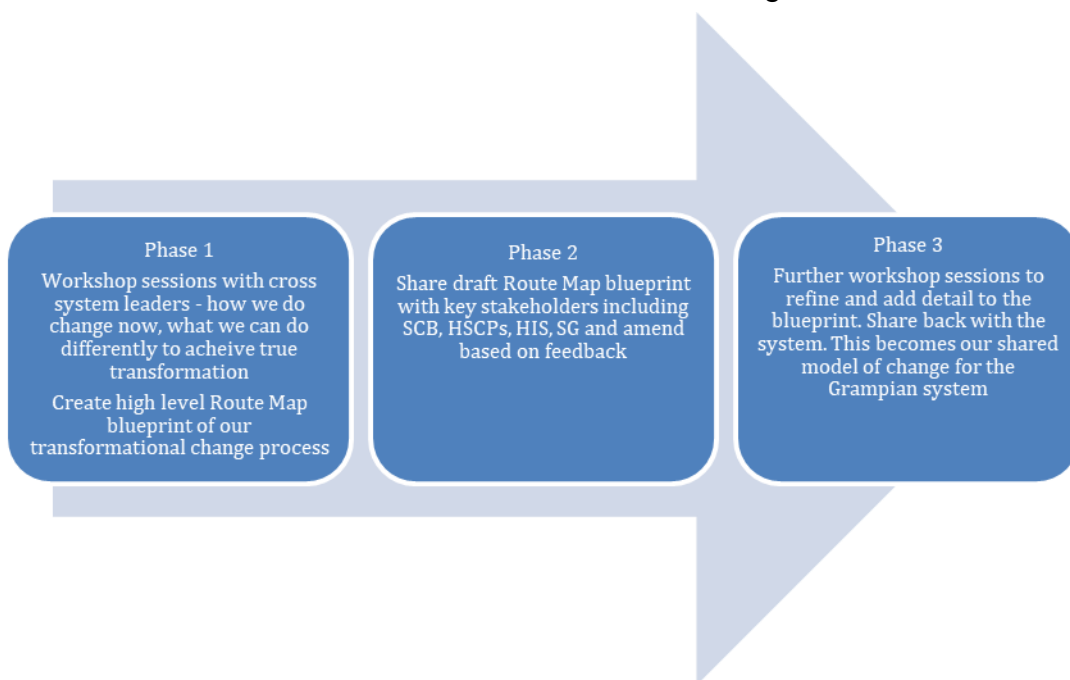 Phase 1
Workshop sessions with cross
system leaders - how we do
change now, what we can do
differently to acheive true
transformation
Create high level Route Map
blueprint of our
transformational change process
Phase 2
Share draft Route Map blueprint
with key stakeholders including
SCB, HSCPs, HIS, SG and amend
based on feedback
Phase 3
Further workshop sessions to
refine and add detail to the
blueprint. Share back with the
system. This becomes our shared
model of change for the
Grampian system